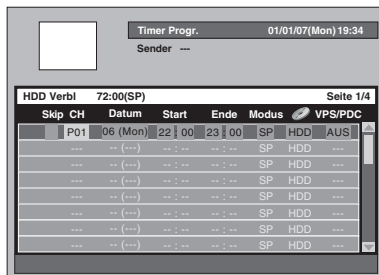 Timer Progr. 01/01/07(Mon) 19:34
Sender ---
HDD Verbl 72:00(SP) Seite 1/4
Skip CH Datum Start Ende Modus VPS/PDC
P01 06 (Mon) 22 : 00 23 : 00 SP HDD AUS
--- -- (---) -- : -- -- : -- SP HDD ---
--- -- (---) -- : -- -- : -- SP HDD ---
--- -- (---) -- : -- -- : -- SP HDD ---
--- -- (---) -- : -- -- : -- SP HDD ---
--- -- (---) -- : -- -- : -- SP HDD ---
--- -- (---) -- : -- -- : -- SP HDD ---
--- -- (---) -- : -- -- : -- SP HDD ---